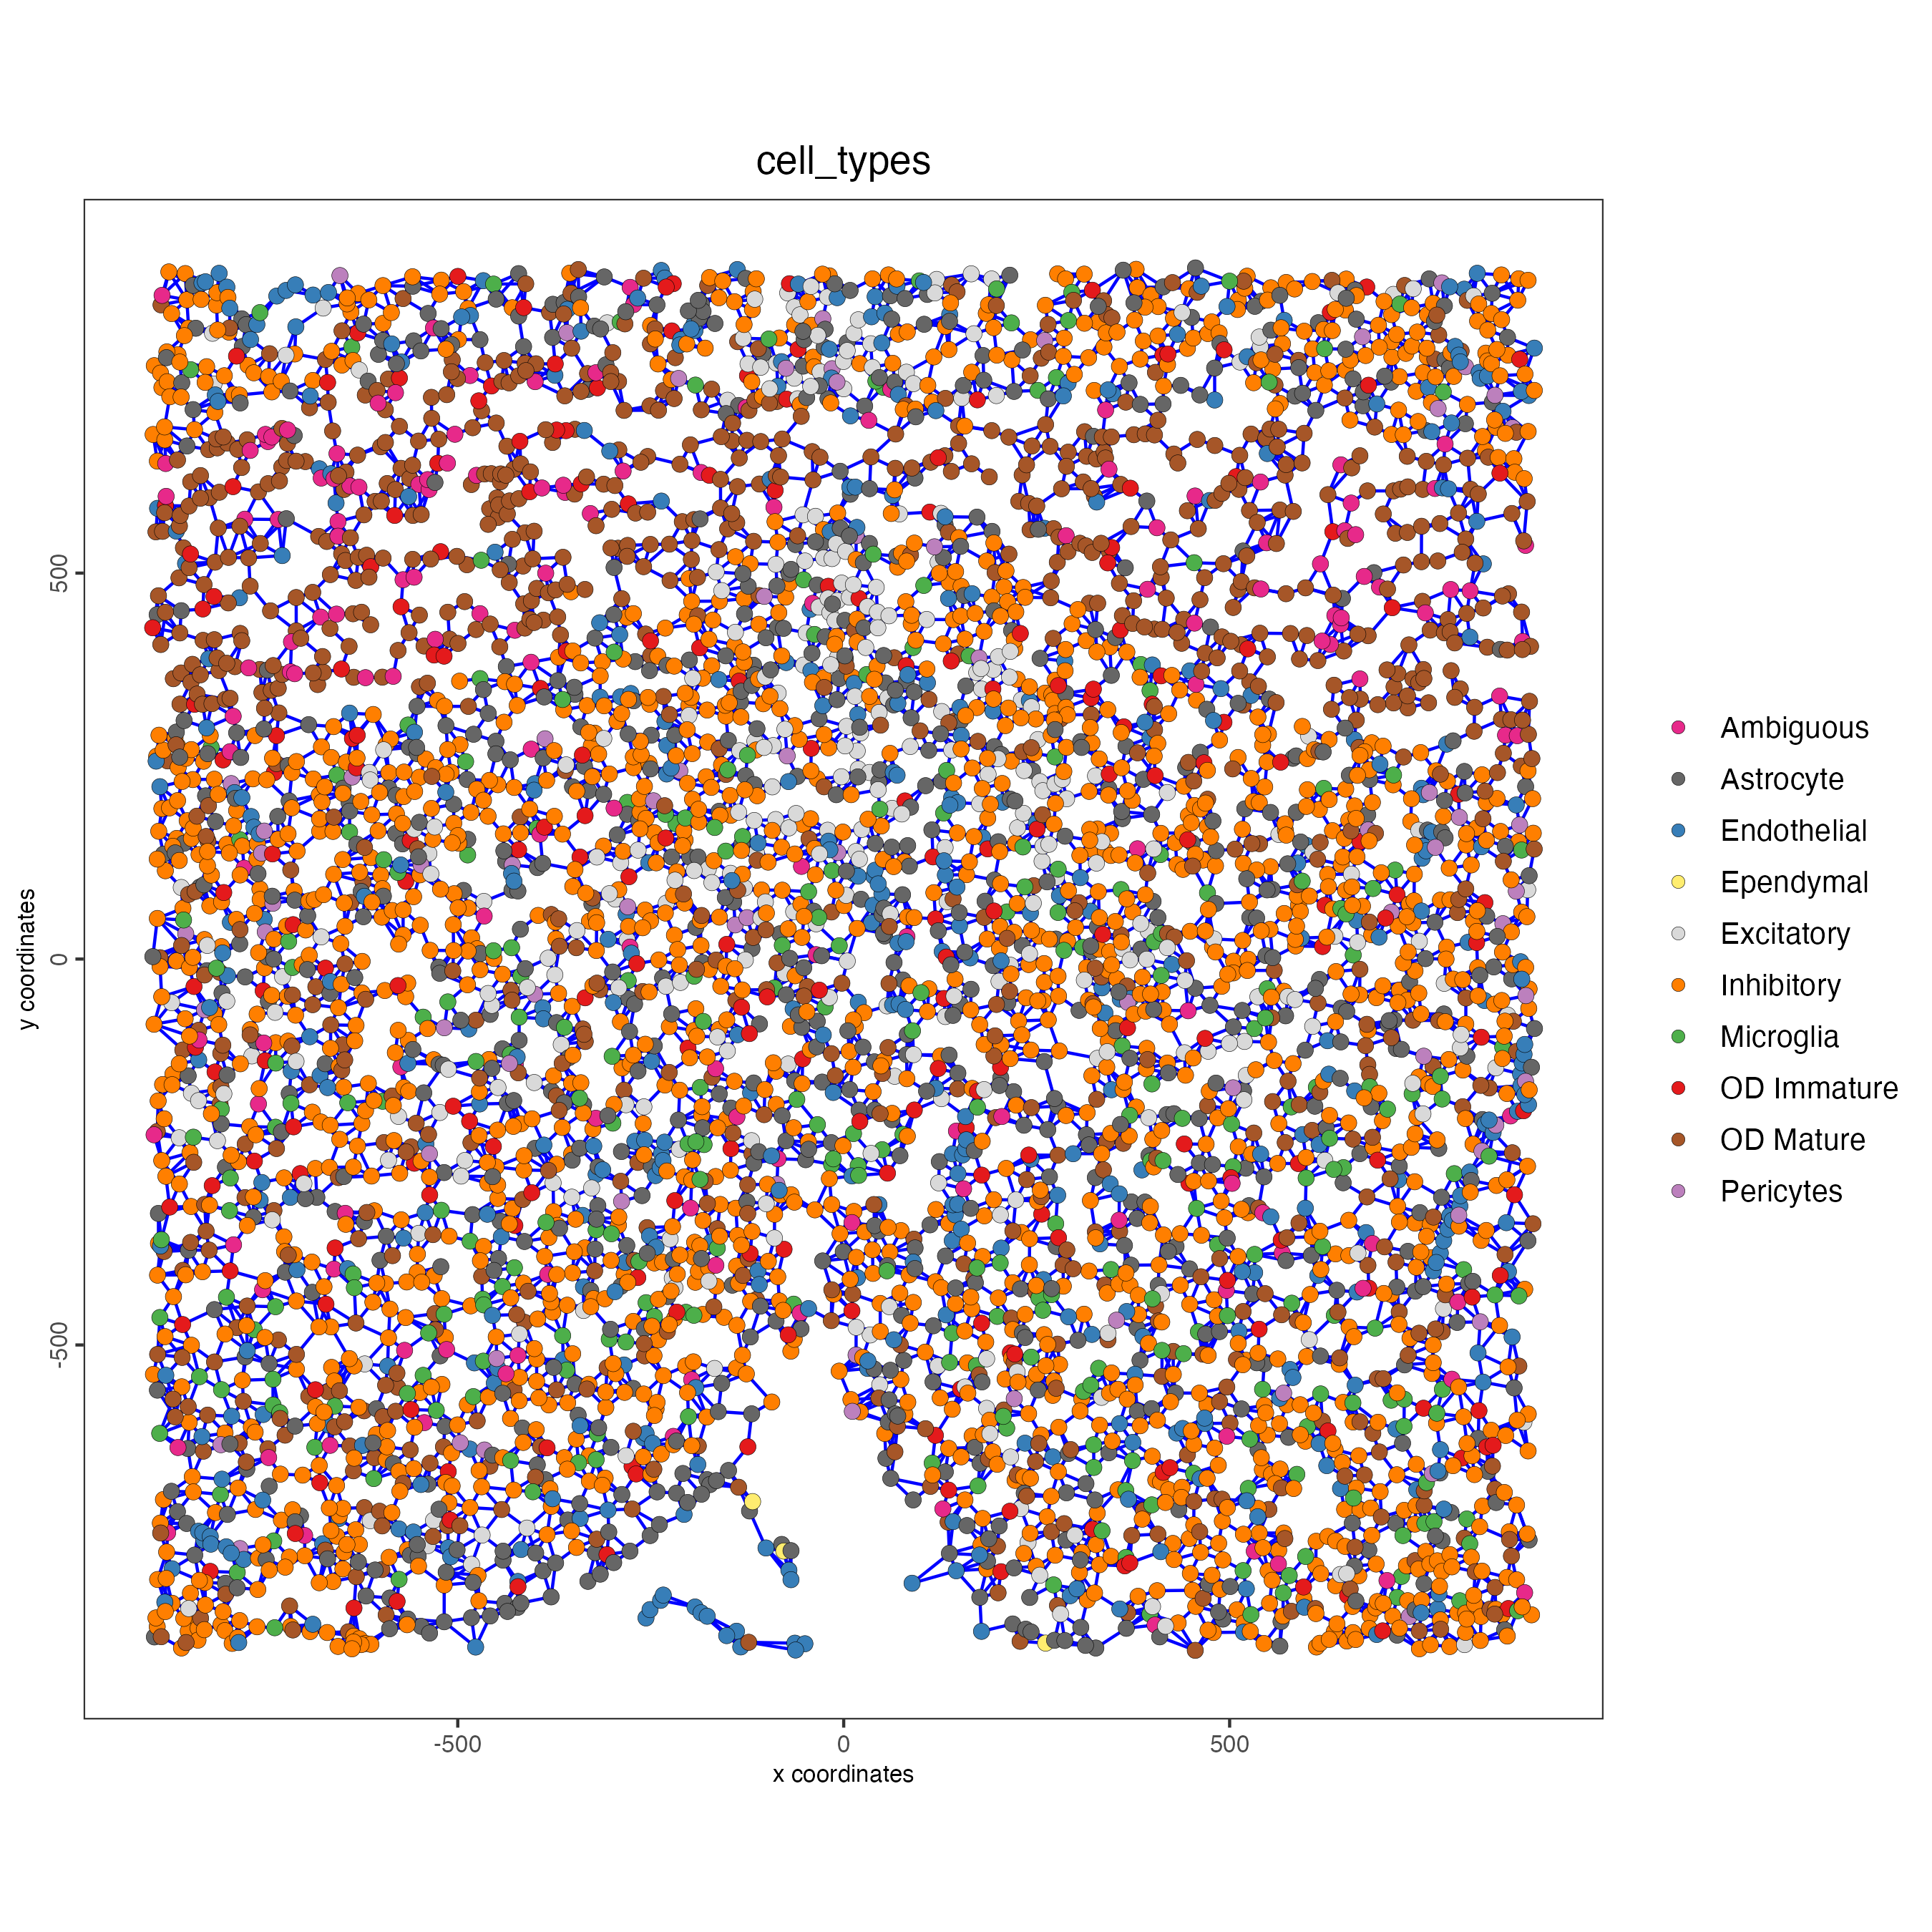 cell_types
500
0
-500
y coordinates
-500
0
500
x coordinates
Ambiguous
Astrocyte
Endothelial
Ependymal
Excitatory
Inhibitory
Microglia
OD Immature
OD Mature
Pericytes